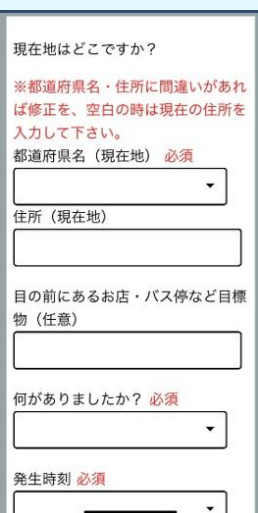 現在地はどこですか？
※都道府県名・住所に間違いがあれ
ば修正を、空白の時は現在の住所を
入力して下さい。
都道府県名（現在地） 必須
住所（現在地）
目の前にあるお店・バス停など目標
物（任意）
何がありましたか？ 必須
発生時刻 必須